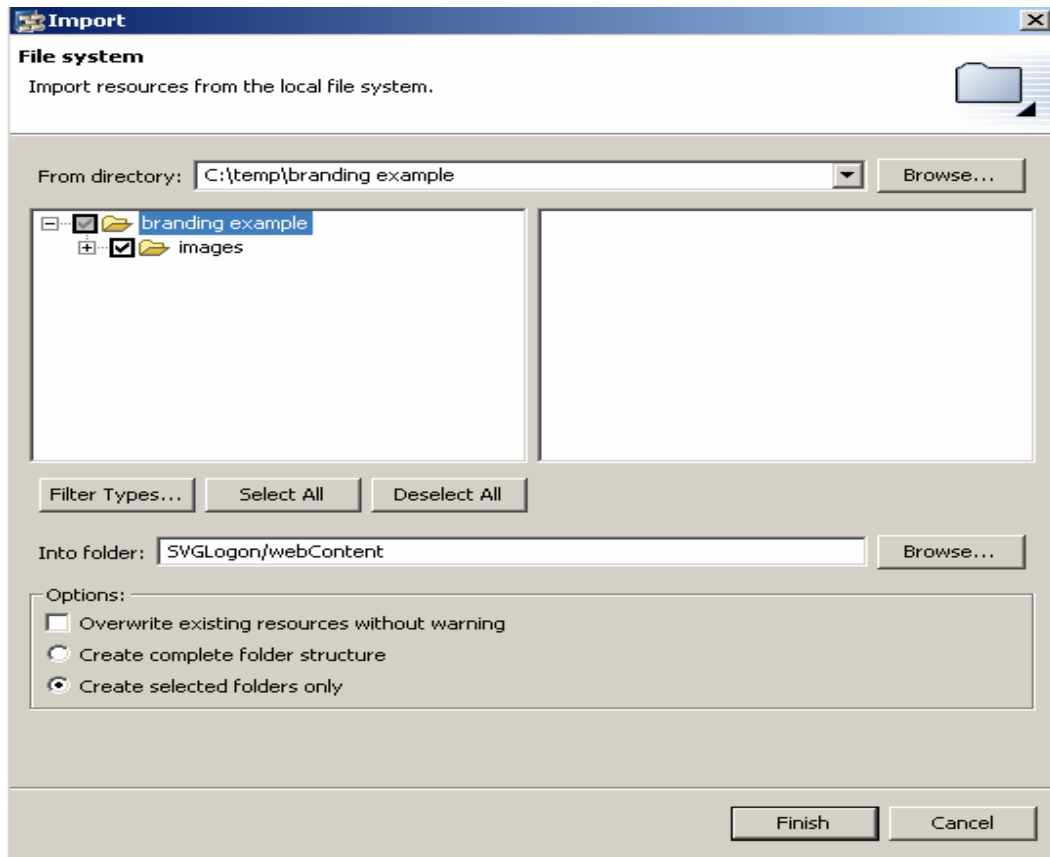 Import
File system
Import resources from the local file system.
From directory: C:\temp\branding example Browse...
branding example
images
Filter Types... Select All Deselect All
Into folder: SVGLogon/webContent Browse...
Options:
Overwrite existing resources without warning
Create complete folder structure
Create selected folders only
Finish Cancel